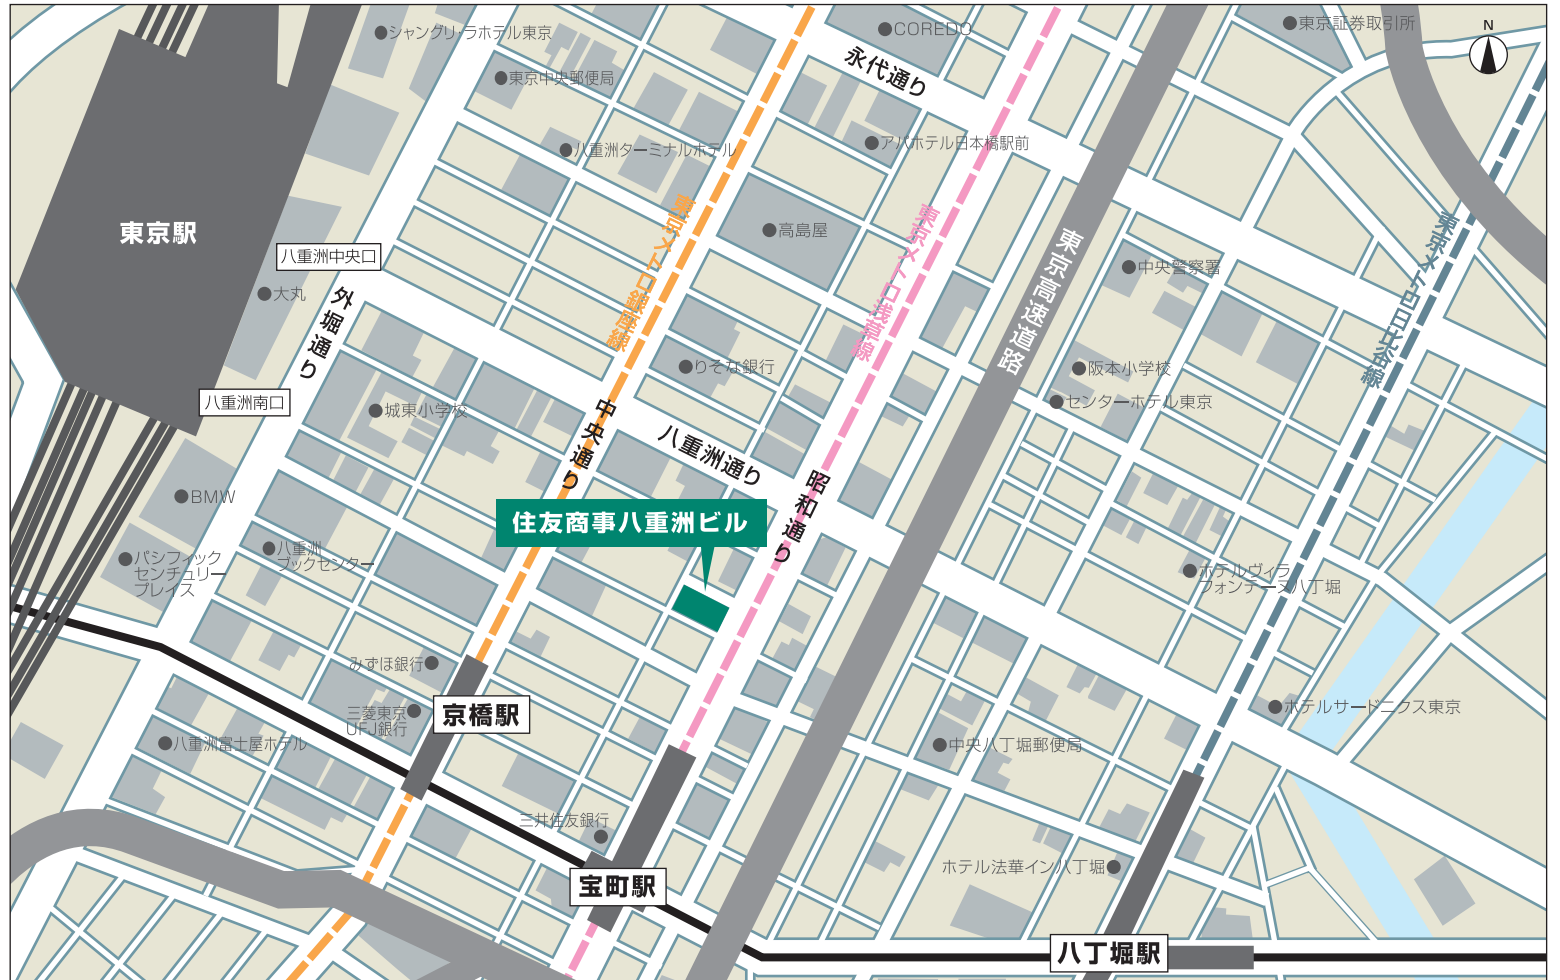 シャングリ・ラホテル東京
COREDO
東京証券取引所
N
永代通り
東京中央郵便局
八重洲ターミナルホテル
アパホテル日本橋駅前
東京駅
東京メトロ銀座線
高島屋
東京メトロ浅草線
東京高速道路
東京メトロ日比谷線
中央警察署
八重洲中央口
大丸
外堀通り
りそな銀行
阪本小学校
センターホテル東京
八重洲南口
城東小学校
中央通り
八重洲通り
昭和通り
BMW
住友商事八重洲ビル
パシフィック
センチュリー
プレイス
八重洲
ブックセンター
ホテルヴィラ
フォンテーヌ八丁堀
みずほ銀行
三菱東京
UFJ銀行
京橋駅
ホテルサードニクス東京
八重洲富士屋ホテル
中央八丁堀郵便局
三井住友銀行
ホテル法華イン八丁堀
宝町駅
八丁堀駅